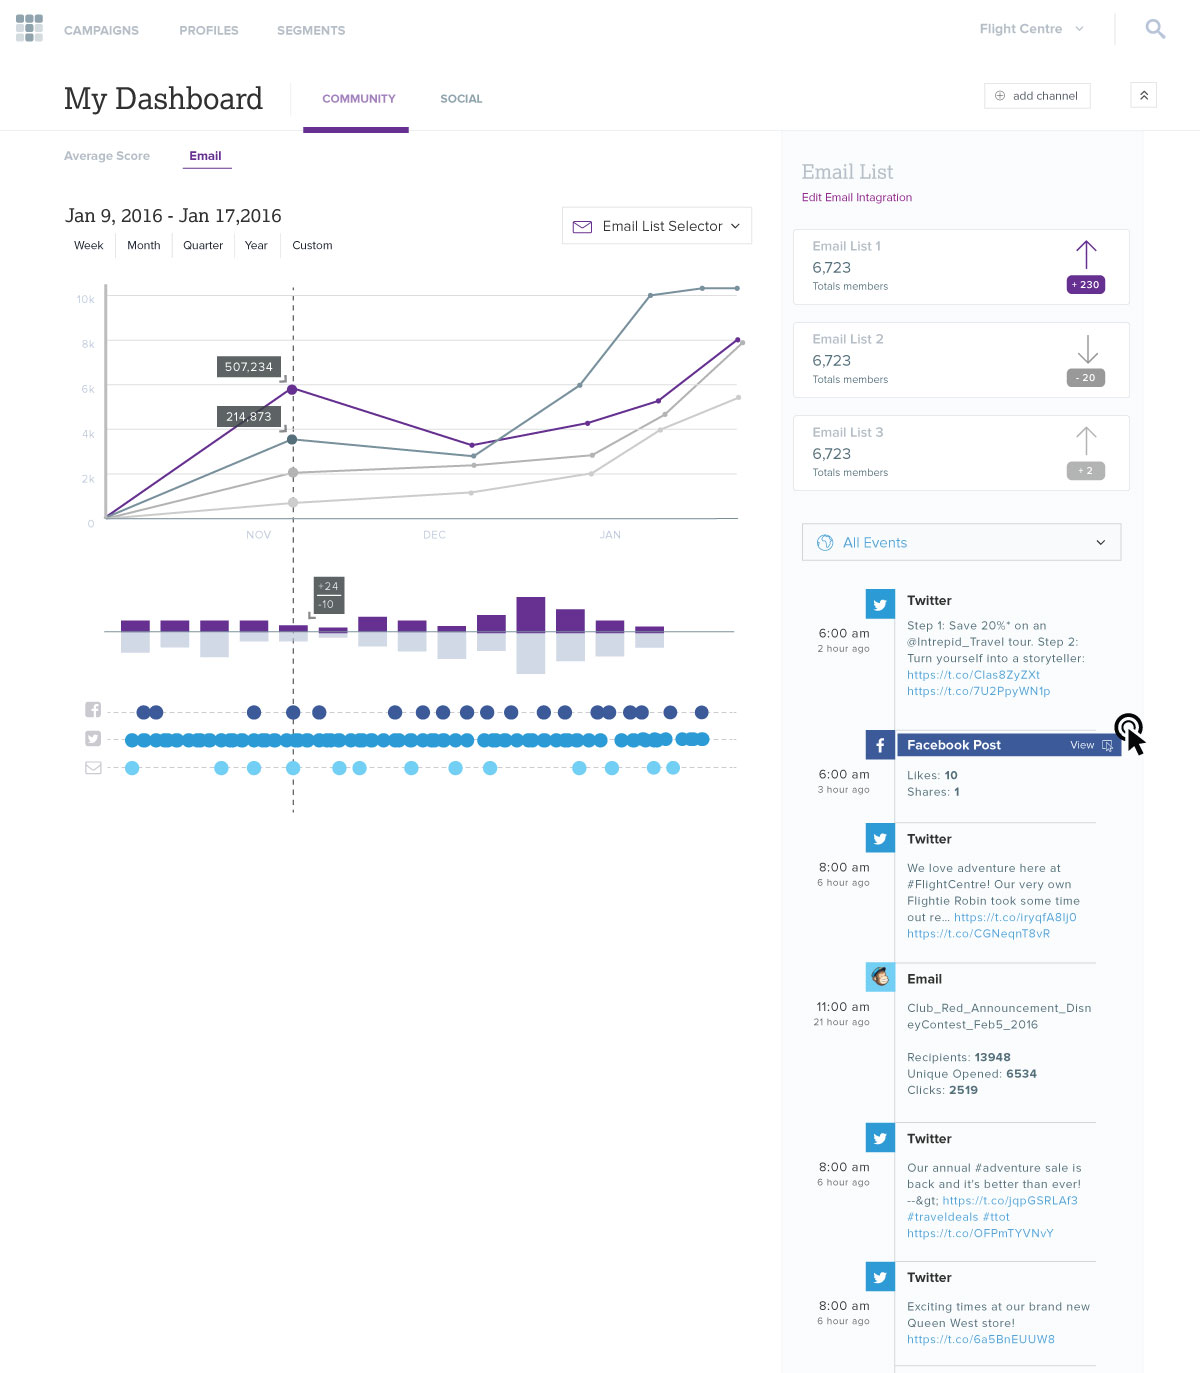 CAMPAIGNS PROFILES SEGMENTS Flight Centre
My Dashboard COMMUNITY SOCIAL add channel
Average Score Email
Jan 9, 2016 - Jan 17,2016
Week Month Quarter Year Custom
Email List Selector
10k
8k
6k
4k
2k
0
507,234
214,873
NOV DEC JAN
+24
-10
Email List
Edit Email Intagration
Email List 1
6,723
Totals members
+ 230
Email List 2
6,723
Totals members
- 20
Email List 3
6,723
Totals members
+ 2
All Events
Twitter
6:00 am
2 hour ago
Step 1: Save 20%* on an
@Intrepid_Travel tour. Step 2:
Turn yourself into a storyteller:
https://t.co/Clas8ZyZXt
https://t.co/7U2PpyWN1p
Facebook Post View
6:00 am
3 hour ago
Likes: 10
Shares: 1
Twitter
8:00 am
6 hour ago
We love adventure here at
#FlightCentre! Our very own
Flightie Robin took some time
out re... https://t.co/iryqfA8Ij0
https://t.co/CGNeqnT8vR
Email
11:00 am
21 hour ago
Club_Red_Announcement_Disn
eyContest_Feb5_2016
Recipients: 13948
Unique Opened: 6534
Clicks: 2519
Twitter
8:00 am
6 hour ago
Our annual #adventure sale is
back and it's better than ever!
--&gt; https://t.co/jqpGSRLAf3
#traveldeals #ttot
https://t.co/OFPmTYVNvY
Twitter
8:00 am
6 hour ago
Exciting times at our brand new
Queen West store!
https://t.co/6a5BnEUUW8